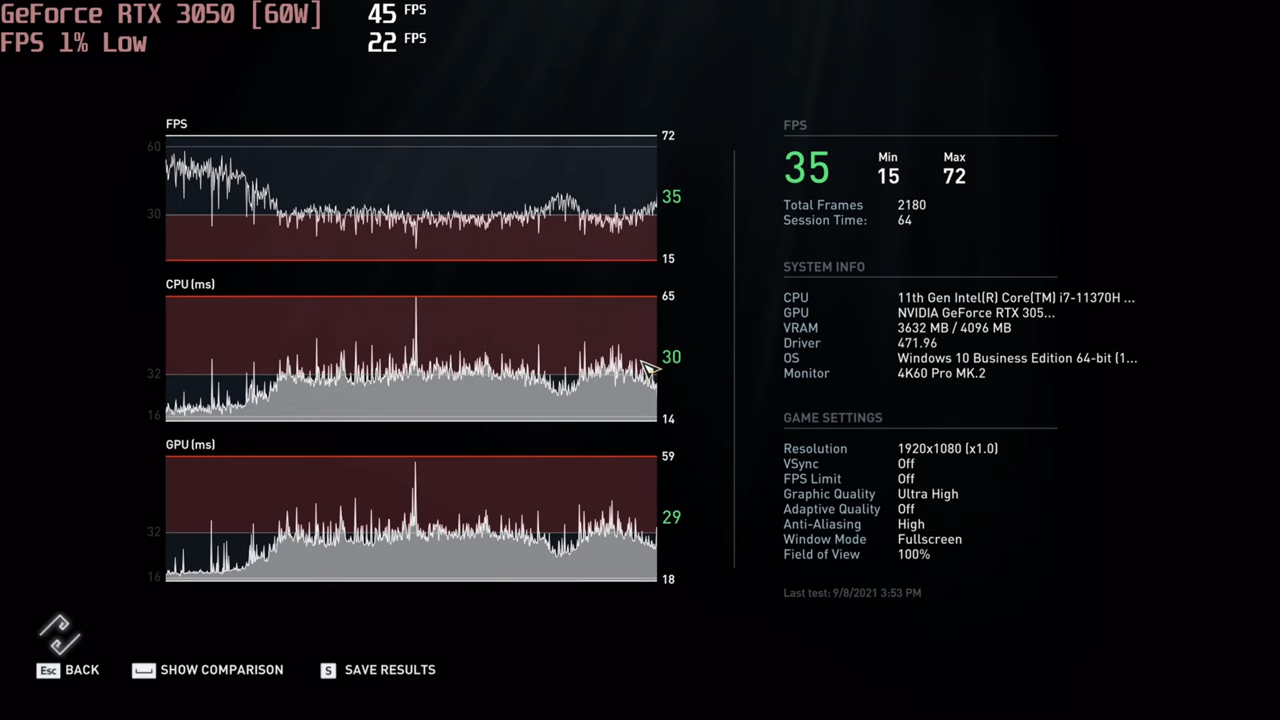 GeForce RTX 3050 [60W] 45 FPS
FPS 1% Low 22 FPS
FPS
72
60
35
30
15
CPU (ms)
65
30
32
16
14
GPU (ms)
59
29
32
16
18
FPS
35
Min Max
15 72
Total Frames 2180
Session Time: 64
SYSTEM INFO
CPU 11th Gen Intel(R) Core(TM) i7-11370H ...
GPU NVIDIA GeForce RTX 305...
VRAM 3632 MB / 4096 MB
Driver 471.96
OS Windows 10 Business Edition 64-bit (1...
Monitor 4K60 Pro MK.2
GAME SETTINGS
Resolution 1920x1080 (x1.0)
VSync Off
FPS Limit Off
Graphic Quality Ultra High
Adaptive Quality Off
Anti-Aliasing High
Window Mode Fullscreen
Field of View 100%
Last test: 9/8/2021 3:53 PM
Esc BACK SHOW COMPARISON S SAVE RESULTS